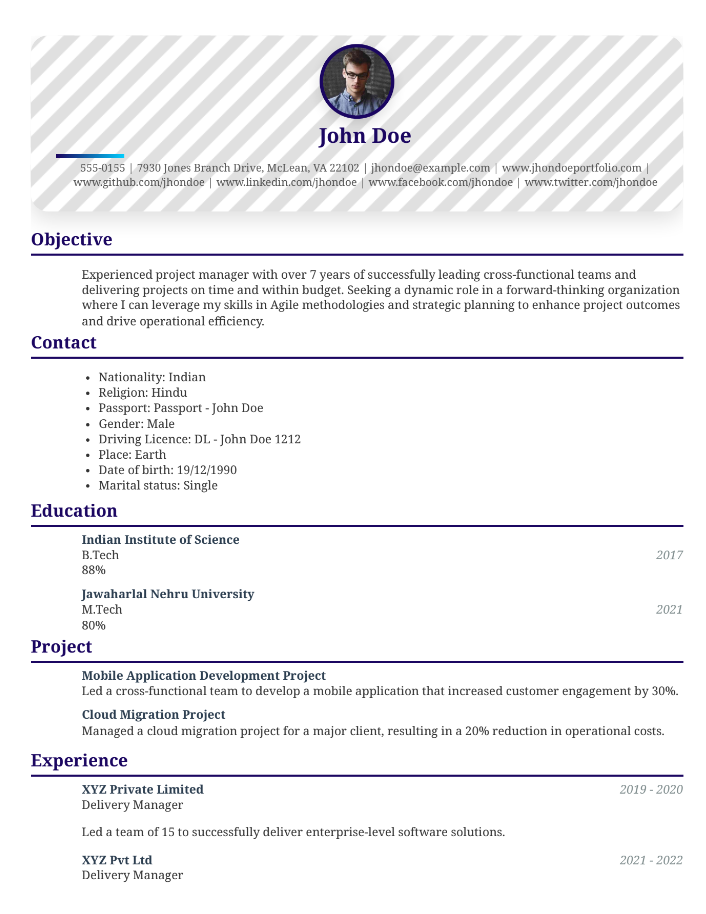 John Doe
555-0155 | 7930 Jones Branch Drive, McLean, VA 22102 | jhondoe@example.com | www.jhondoeportfolio.com |
www.github.com/jhondoe | www.linkedin.com/jhondoe | www.facebook.com/jhondoe | www.twitter.com/jhondoe
Objective
Experienced project manager with over 7 years of successfully leading cross-functional teams and
delivering projects on time and within budget. Seeking a dynamic role in a forward-thinking organization
where I can leverage my skills in Agile methodologies and strategic planning to enhance project outcomes
and drive operational efficiency.
Contact
• Nationality: Indian
• Religion: Hindu
• Passport: Passport - John Doe
• Gender: Male
• Driving Licence: DL - John Doe 1212
• Place: Earth
• Date of birth: 19/12/1990
• Marital status: Single
Education
Indian Institute of Science
B.Tech 2017
88%
Jawaharlal Nehru University
M.Tech 2021
80%
Project
Mobile Application Development Project
Led a cross-functional team to develop a mobile application that increased customer engagement by 30%.
Cloud Migration Project
Managed a cloud migration project for a major client, resulting in a 20% reduction in operational costs.
Experience
XYZ Private Limited 2019 - 2020
Delivery Manager
Led a team of 15 to successfully deliver enterprise-level software solutions.
XYZ Pvt Ltd 2021 - 2022
Delivery Manager